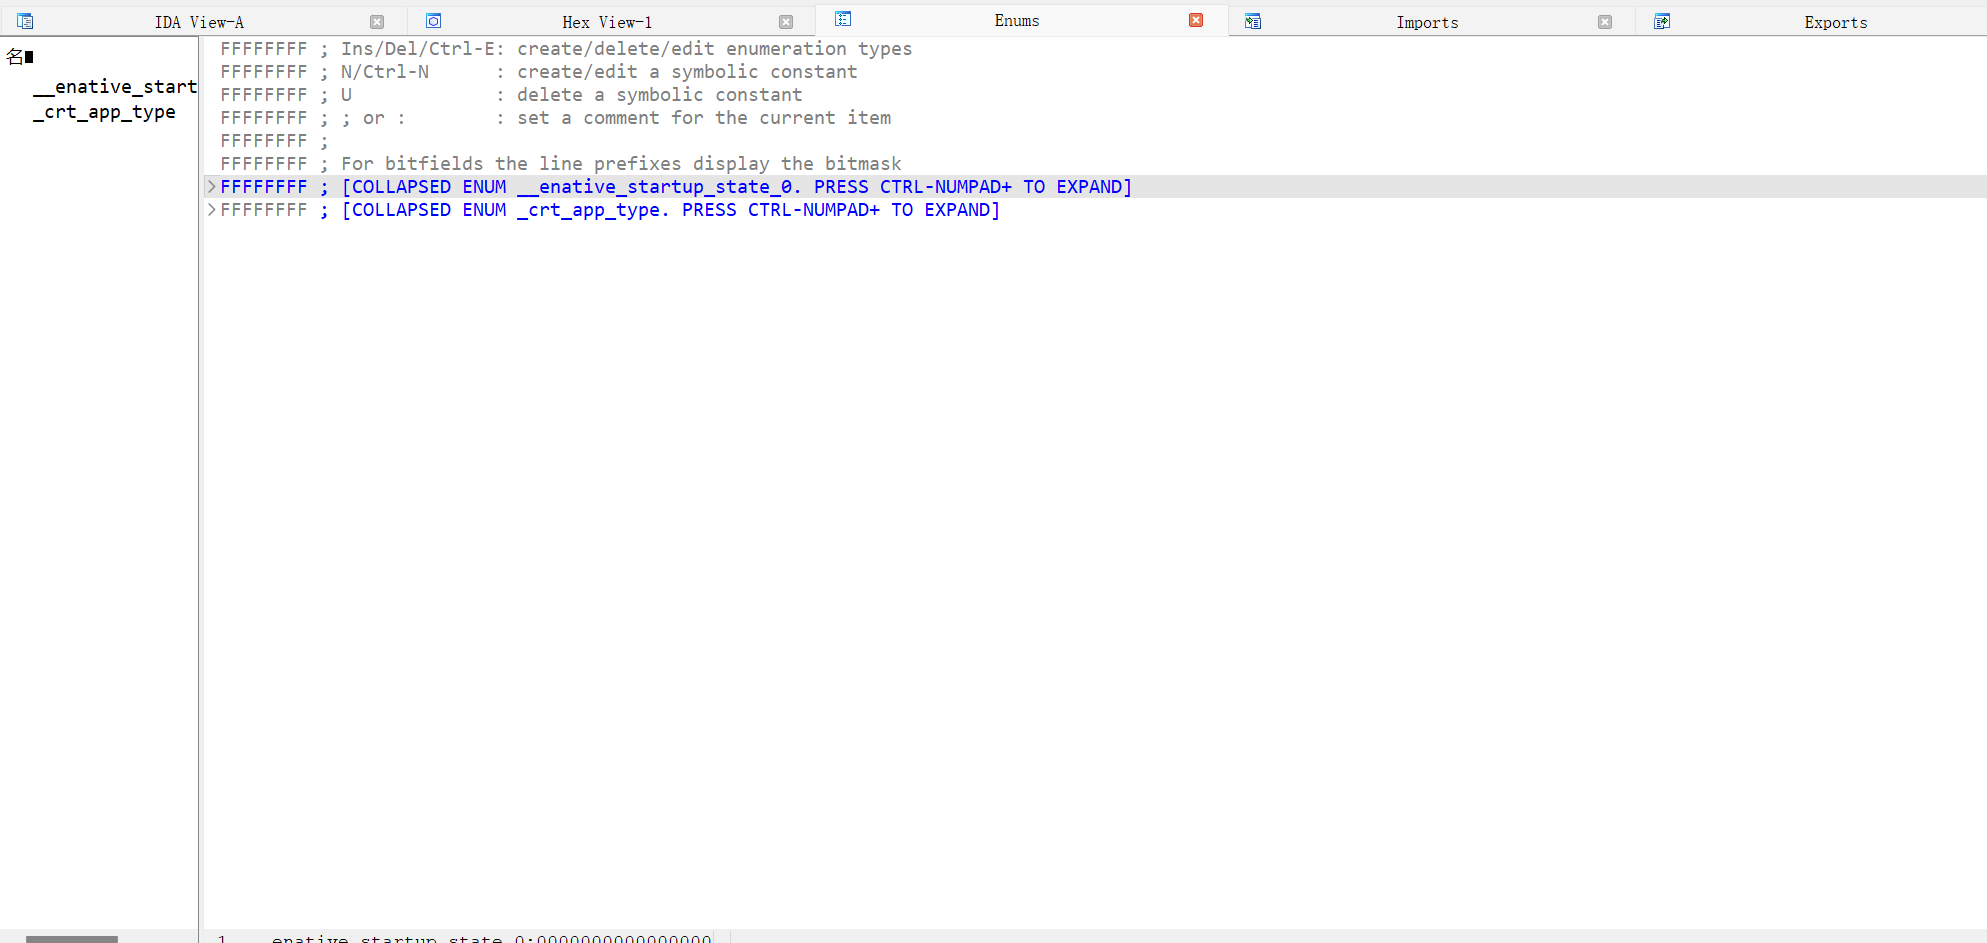 IDA View-A
Hex View-1
Enums
Imports
Exports
名
__enative_start
_crt_app_type
FFFFFFFF ; Ins/Del/Ctrl-E: create/delete/edit enumeration types
FFFFFFFF ; N/Ctrl-N      : create/edit a symbolic constant
FFFFFFFF ; U             : delete a symbolic constant
FFFFFFFF ; ; or :        : set a comment for the current item
FFFFFFFF ;
FFFFFFFF ; For bitfields the line prefixes display the bitmask
FFFFFFFF ; [COLLAPSED ENUM __enative_startup_state_0. PRESS CTRL-NUMPAD+ TO EXPAND]
FFFFFFFF ; [COLLAPSED ENUM _crt_app_type. PRESS CTRL-NUMPAD+ TO EXPAND]
1. __enative_startup_state_0:0000000000000000